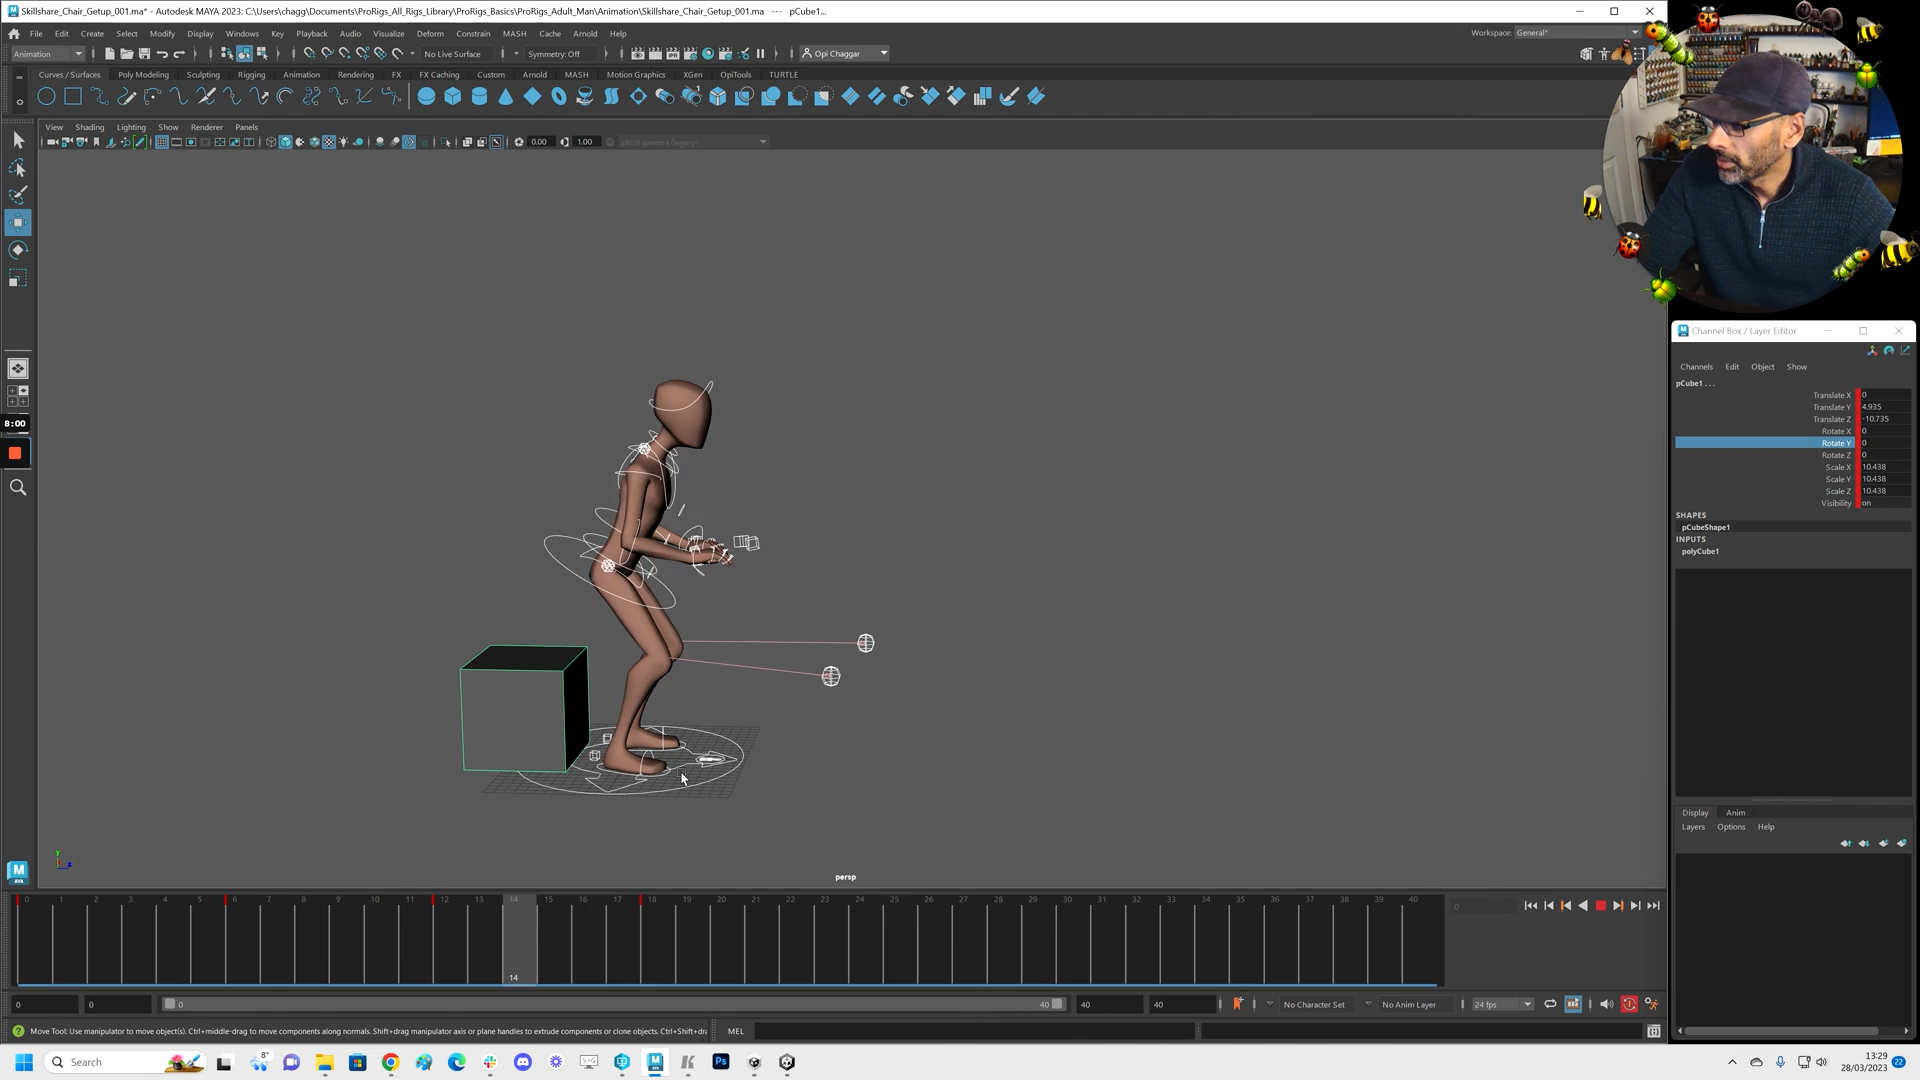 Skillshare_Chair_Getup_001.ma* - Autodesk MAYA 2023: C:\Users\chagg\Documents\ProRigs_All_Rigs_Library\ProRigs_Basics\ProRigs_Adult_Man\Animation\Skillshare_Chair_Getup_001.ma --- pCube1...
File Edit Create Select Modify Display Windows Key Playback Audio Visualize Deform Constrain MASH Cache Arnold Help
Workspace: General*
Animation
No Live Surface
Symmetry: Off
Opi Chaggar
Curves / Surfaces Poly Modeling Sculpting Rigging Animation Rendering FX FX Caching Custom Arnold MASH Motion Graphics XGen OpiTools TURTLE
View Shading Lighting Show Renderer Panels
0.00 1.00 sRGB gamma (legacy)
Channel Box / Layer Editor
Channels Edit Object Show
pCube1 . . .
Translate X 0
Translate Y 4.935
Translate Z -10.735
Rotate X 0
Rotate Y 0
Rotate Z 0
Scale X 10.438
Scale Y 10.438
Scale Z 10.438
Visibility on
SHAPES
pCubeShape1
INPUTS
polyCube1
8:00
Display Anim
Layers Options Help
M
AYA
y
z
persp
0 1 2 3 4 5 6 7 8 9 10 11 12 13 14 15 16 17 18 19 20 21 22 23 24 25 26 27 28 29 30 31 32 33 34 35 36 37 38 39 40
0
14
0 0 0 40 40 40 No Character Set No Anim Layer 24 fps
Move Tool: Use manipulator to move object(s). Ctrl+middle-drag to move components along normals. Shift+drag manipulator axis or plane handles to extrude components or clone objects. Ctrl+Shift+dra
MEL
Search
8°
Ps
13:29
28/03/2023
22